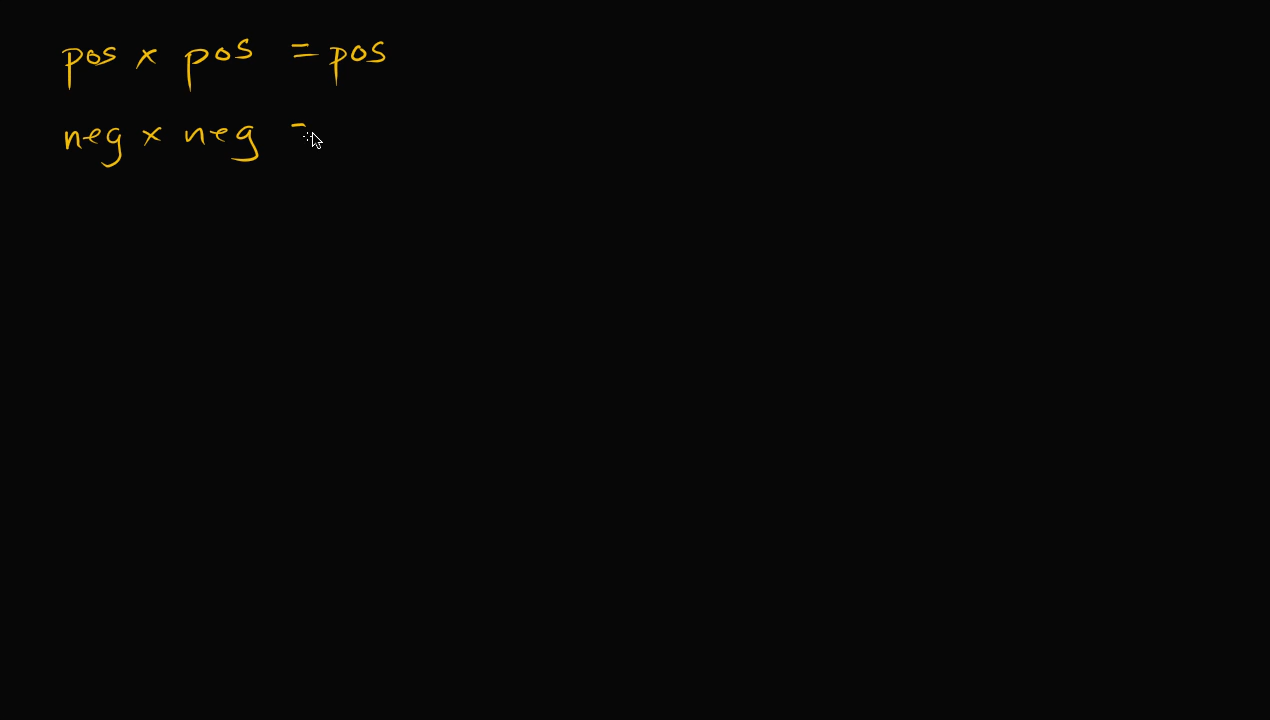 pos x pos = pos
neg x neg =